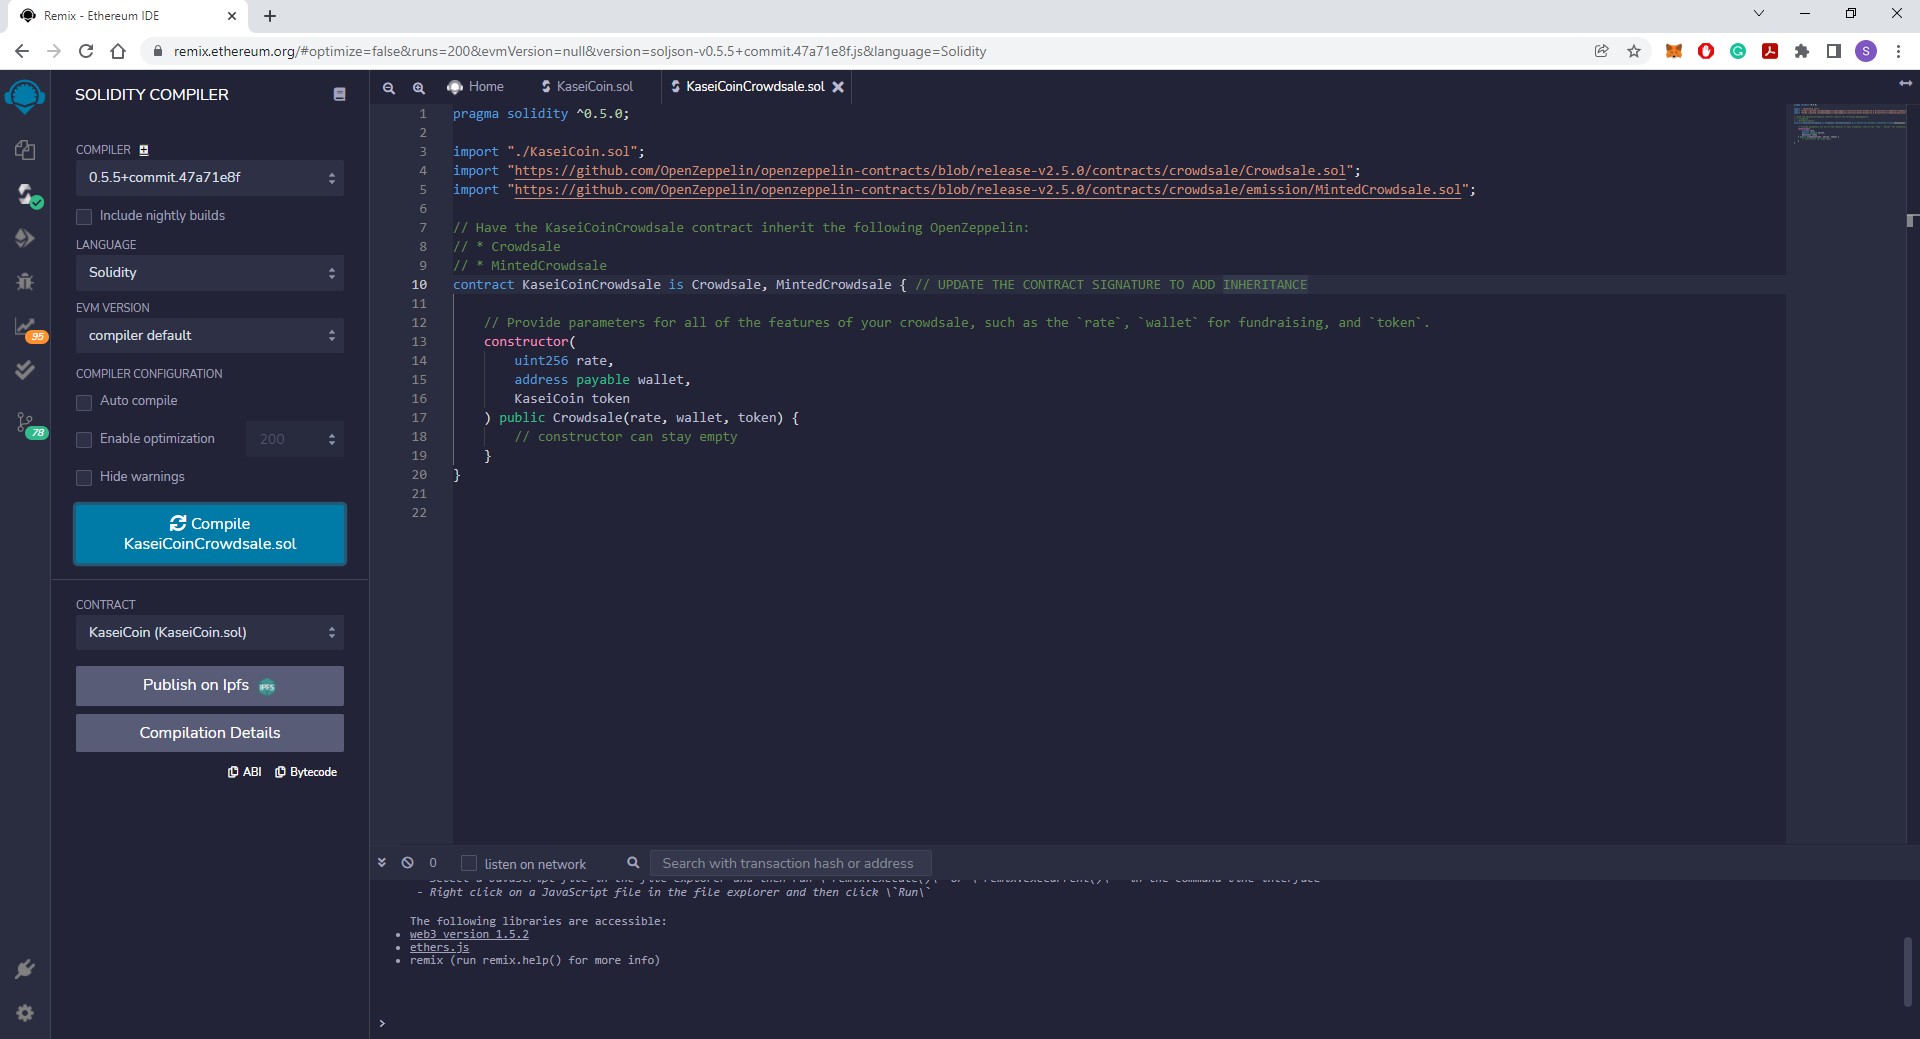 Remix - Ethereum IDE
remix.ethereum.org/#optimize=false&runs=200&evmVersion=null&version=soljson-v0.5.5+commit.47a71e8f.js&language=Solidity
S
SOLIDITY COMPILER
COMPILER
0.5.5+commit.47a71e8f
Include nightly builds
LANGUAGE
Solidity
EVM VERSION
compiler default
COMPILER CONFIGURATION
Auto compile
Enable optimization
200
Hide warnings
Compile
KaseiCoinCrowdsale.sol
CONTRACT
KaseiCoin (KaseiCoin.sol)
Publish on Ipfs
IPFS
Compilation Details
ABI
Bytecode
95
78
Home
KaseiCoin.sol
KaseiCoinCrowdsale.sol
1 pragma solidity ^0.5.0;
2
3 import "./KaseiCoin.sol";
4 import "https://github.com/OpenZeppelin/openzeppelin-contracts/blob/release-v2.5.0/contracts/crowdsale/Crowdsale.sol";
5 import "https://github.com/OpenZeppelin/openzeppelin-contracts/blob/release-v2.5.0/contracts/crowdsale/emission/MintedCrowdsale.sol";
6
7 // Have the KaseiCoinCrowdsale contract inherit the following OpenZeppelin:
8 // * Crowdsale
9 // * MintedCrowdsale
10 contract KaseiCoinCrowdsale is Crowdsale, MintedCrowdsale { // UPDATE THE CONTRACT SIGNATURE TO ADD INHERITANCE
11
12 // Provide parameters for all of the features of your crowdsale, such as the `rate`, `wallet` for fundraising, and `token`.
13 constructor(
14 uint256 rate,
15 address payable wallet,
16 KaseiCoin token
17 ) public Crowdsale(rate, wallet, token) {
18 // constructor can stay empty
19 }
20 }
21
22
0
listen on network
Search with transaction hash or address
- Right click on a JavaScript file in the file explorer and then click \`Run\`
The following libraries are accessible:
• web3 version 1.5.2
• ethers.js
• remix (run remix.help() for more info)
>